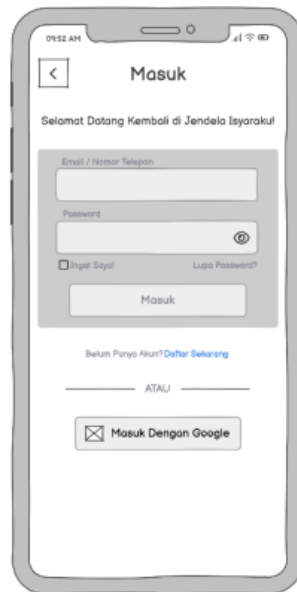 09:52 AM
Masuk
Selamat Datang Kembali di Jendela Isyaraku!
Email / Nomor Telepon
Password
Ingat Saya!
Lupa Password?
Masuk
Belum Punya Akun? Daftar Sekarang
ATAU
Masuk Dengan Google